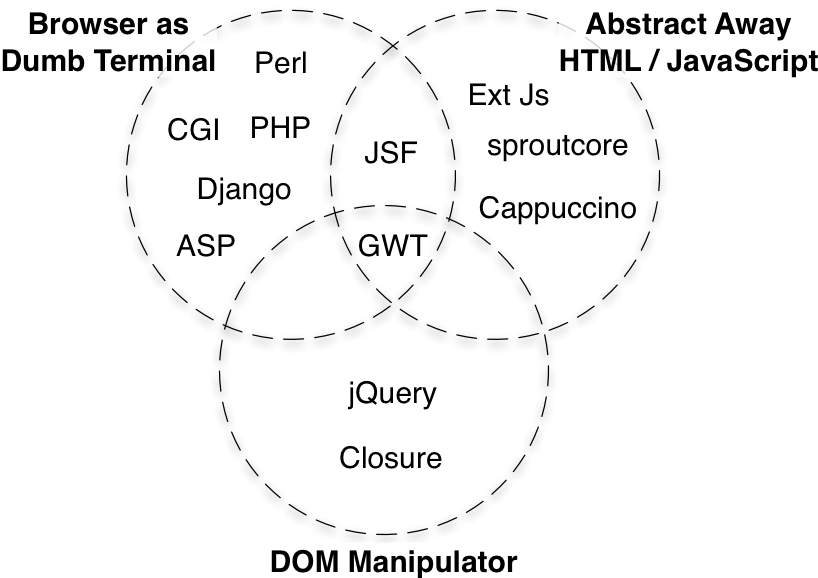 Browser as
Dumb Terminal
Abstract Away
HTML / JavaScript
Perl
CGI
PHP
Django
ASP
JSF
GWT
Ext Js
sproutcore
Cappuccino
jQuery
Closure
DOM Manipulator